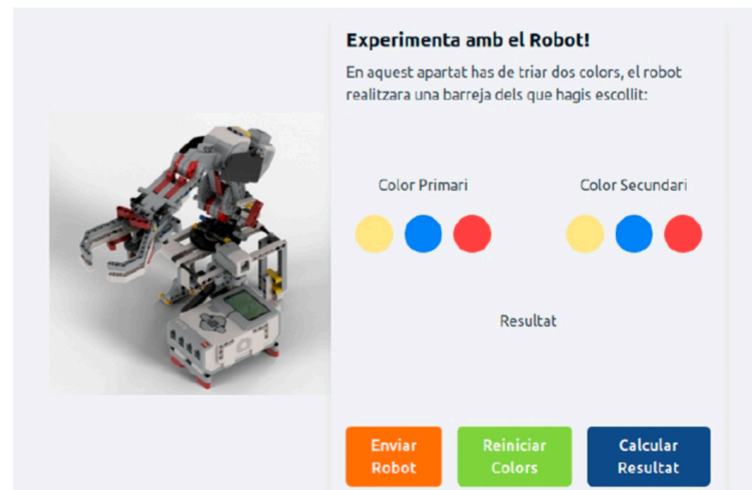 Experimenta amb el Robot!
En aquest apartat has de triar dos colors, el robot
realitzara una barreja dels que hagis escollit:
Color Primari
Color Secundari
Resultat
Enviar
Robot
Reiniciar
Colors
Calcular
Resultat